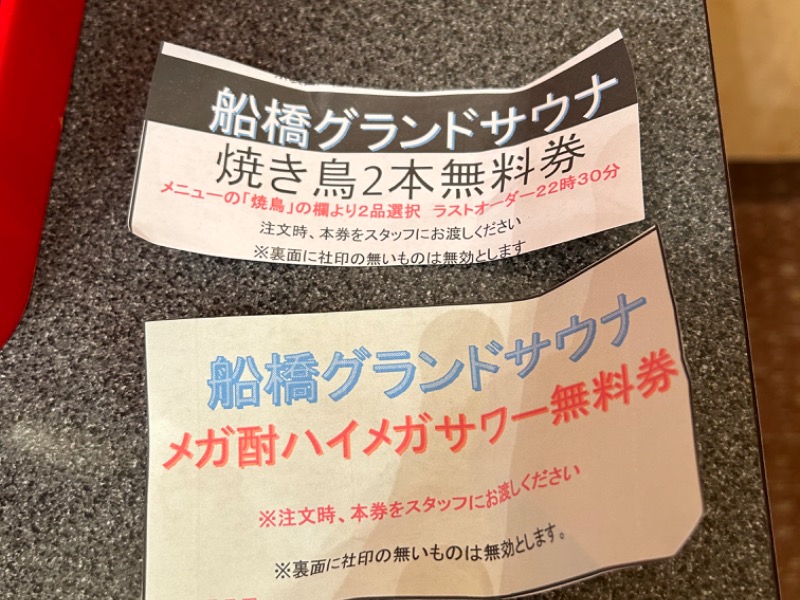 船橋グランドサウナ
焼き鳥2本無料券
メニューの「焼鳥」の欄より2品選択 ラストオーダー22時30分
注文時、本券をスタッフにお渡しください
※裏面に社印の無いものは無効とします
船橋グランドサウナ
メガ酎ハイメガサワー無料券
※注文時、本券をスタッフにお渡しください
※裏面に社印の無いものは無効とします。